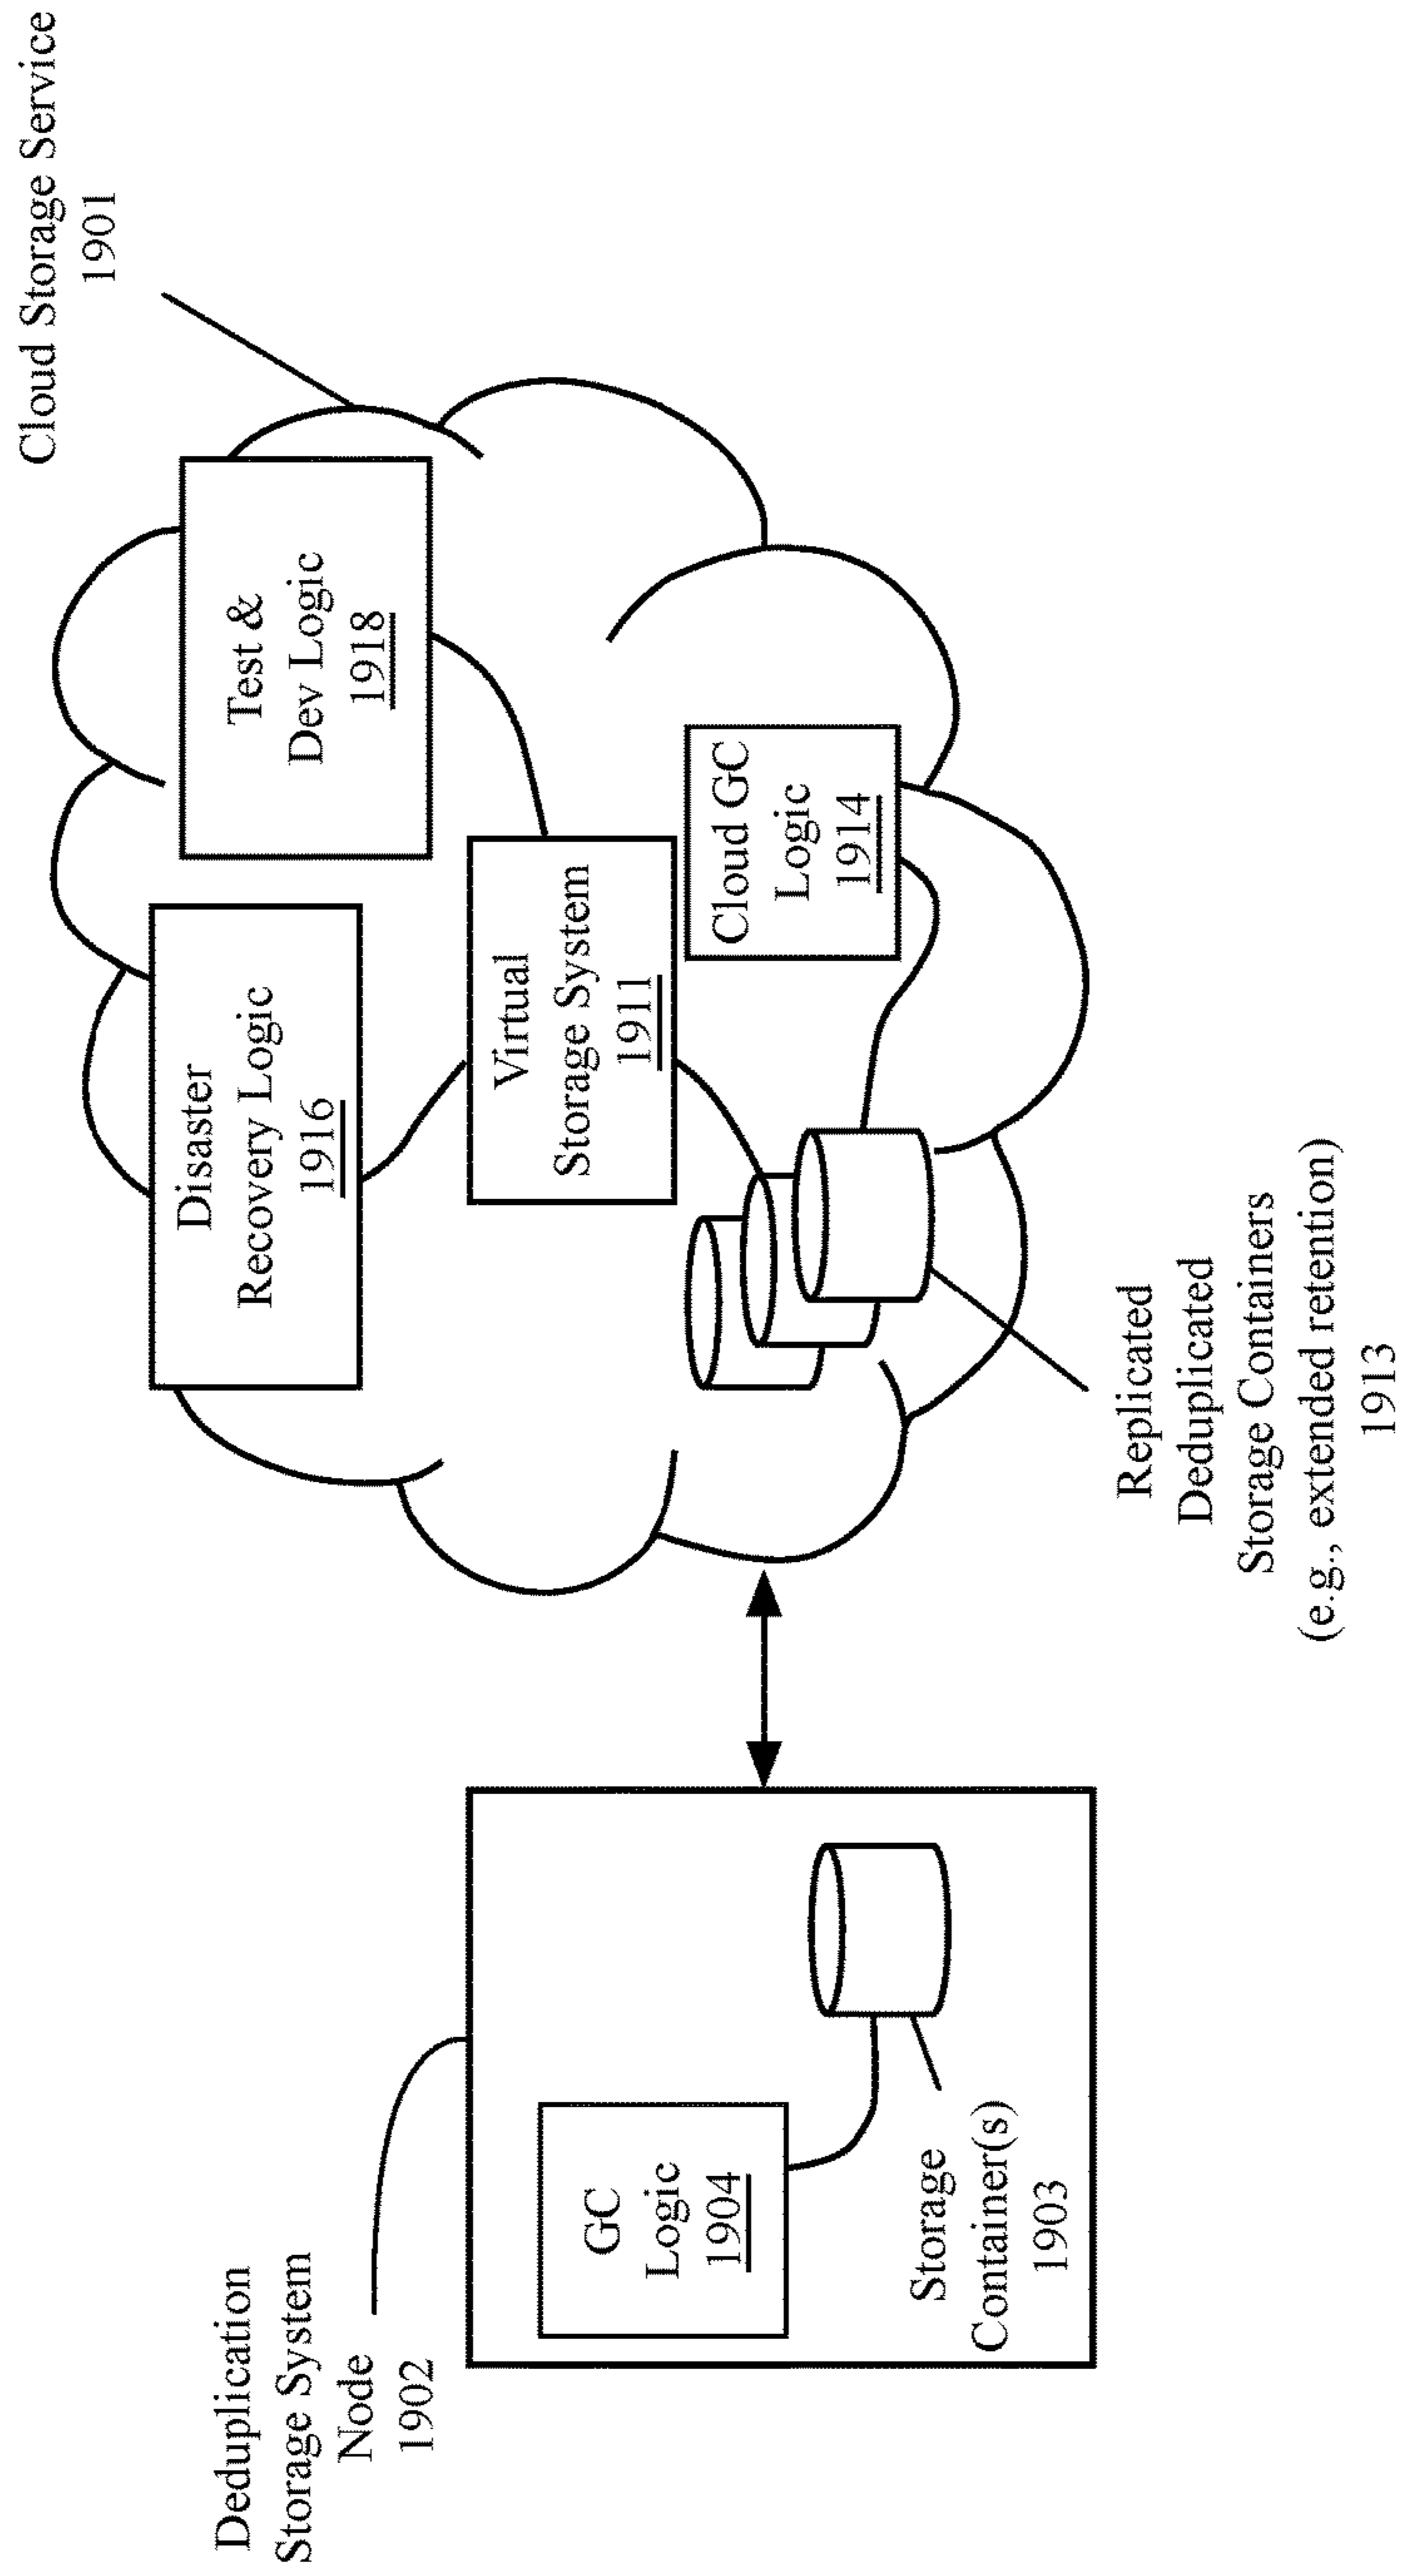 Cloud Storage Service
1901
Disaster
Recovery Logic
1916
Test &
Dev Logic
1918
Virtual
Storage System
1911
Cloud GC
Logic
1914
Deduplication
Storage System
Node
1902
GC
Logic
1904
Storage
Container(s)
1903
Replicated
Deduplicated
Storage Containers
(e.g., extended retention)
1913